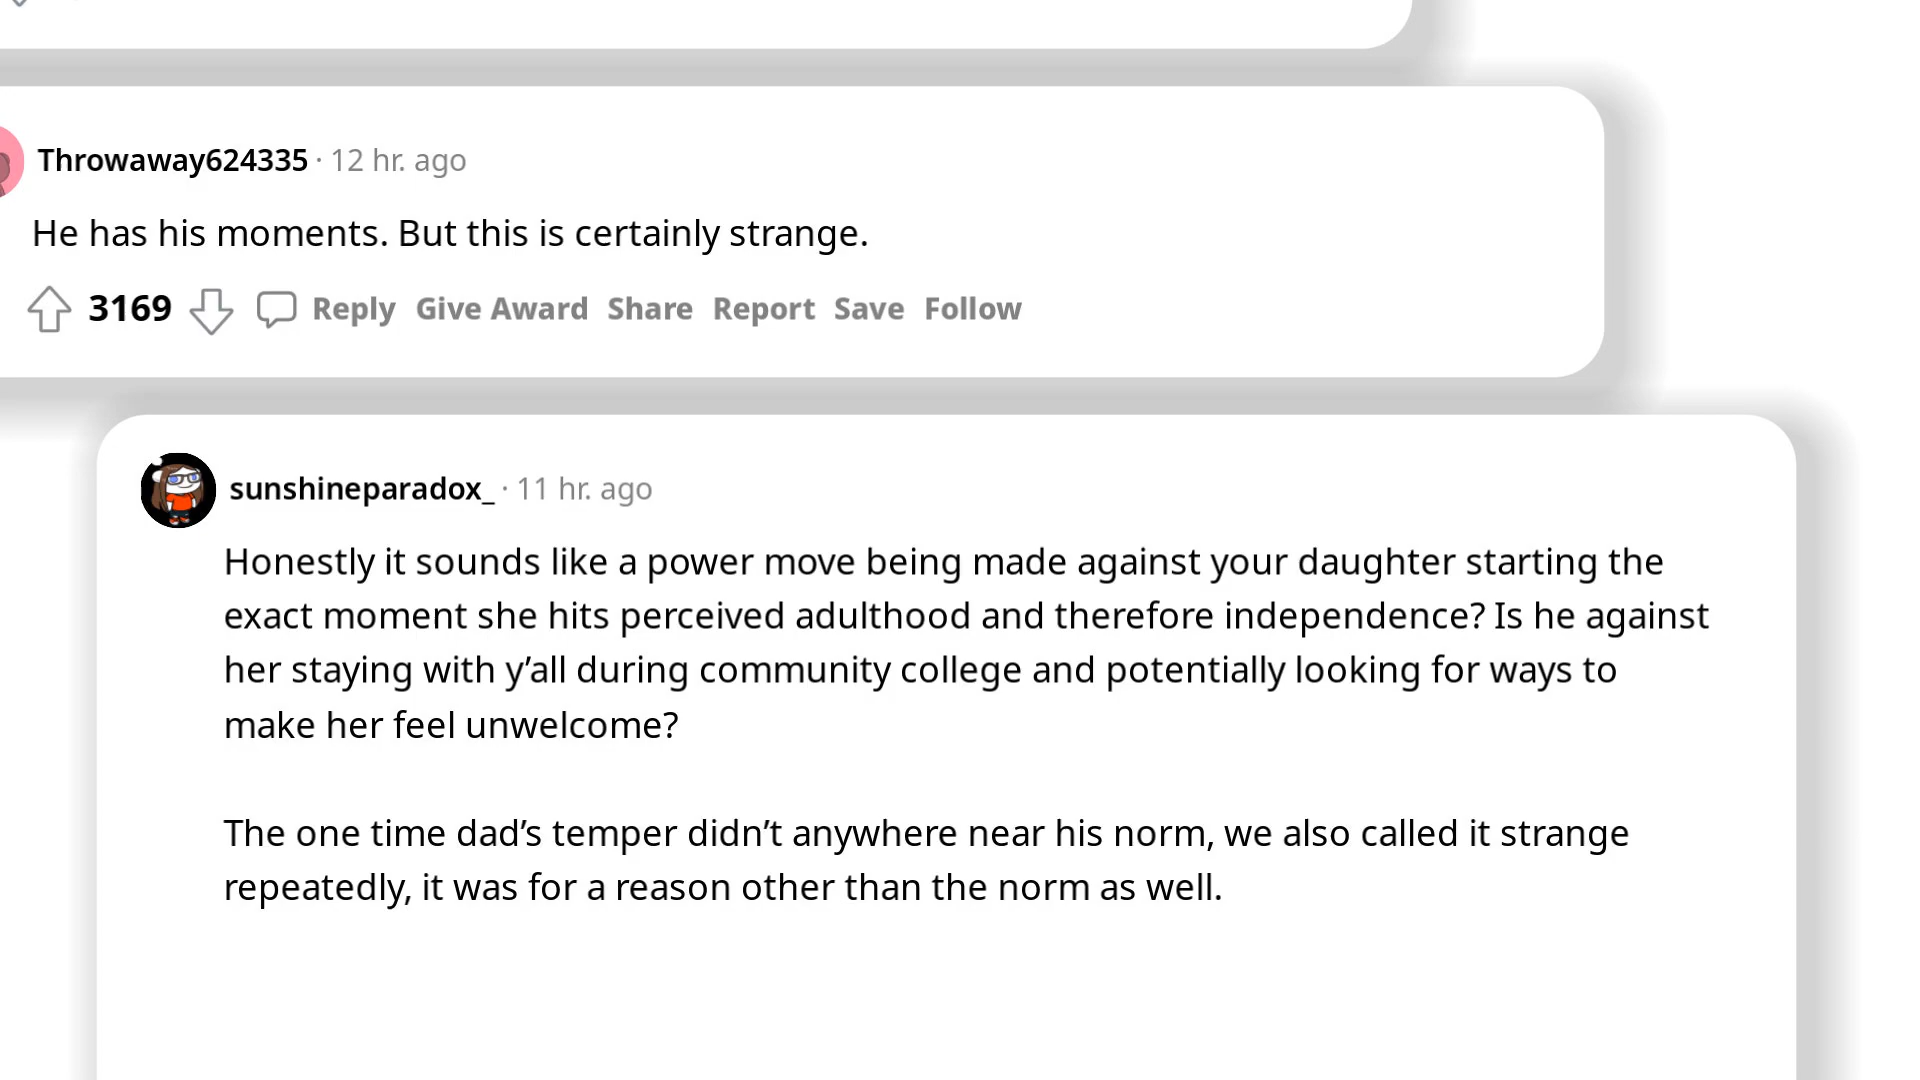 Throwaway624335 · 12 hr. ago
He has his moments. But this is certainly strange.
3169 Reply Give Award Share Report Save Follow
sunshineparadox_ · 11 hr. ago
Honestly it sounds like a power move being made against your daughter starting the
exact moment she hits perceived adulthood and therefore independence? Is he against
her staying with y’all during community college and potentially looking for ways to
make her feel unwelcome?
The one time dad’s temper didn’t anywhere near his norm, we also called it strange
repeatedly, it was for a reason other than the norm as well.